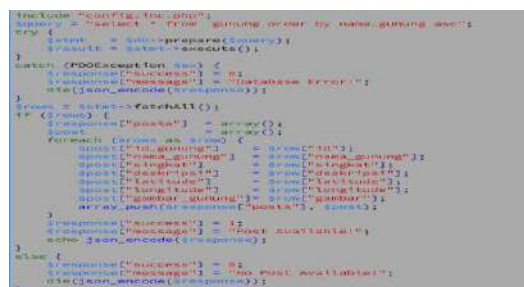 include "config.inc.php";
$query = "select * from gunung order by nama_gunung asc";
try {
$stmt = $db->prepare($query);
$result = $stmt->execute();
}
catch (PDOException $ex) {
$response["success"] = 0;
$response["message"] = "Database Error!";
die(json_encode($response));
}
$rows = $stmt->fetchAll();
if ($rows) {
$response["posts"] = array();
$post = array();
foreach ($rows as $row) {
$post["id_gunung"] = $row["id"];
$post["nama_gunung"] = $row["nama_gunung"];
$post["singkat"] = $row["singkat"];
$post["deskripsi"] = $row["deskripsi"];
$post["latitude"] = $row["latitude"];
$post["longitude"] = $row["longitude"];
$post["gambar_gunung"]= $row["gambar"];
array_push($response["posts"], $post);
}
$response["success"] = 1;
$response["message"] = "Post Available!";
echo json_encode($response);
}
else {
$response["success"] = 0;
$response["message"] = "No Post Available!";
die(json_encode($response));